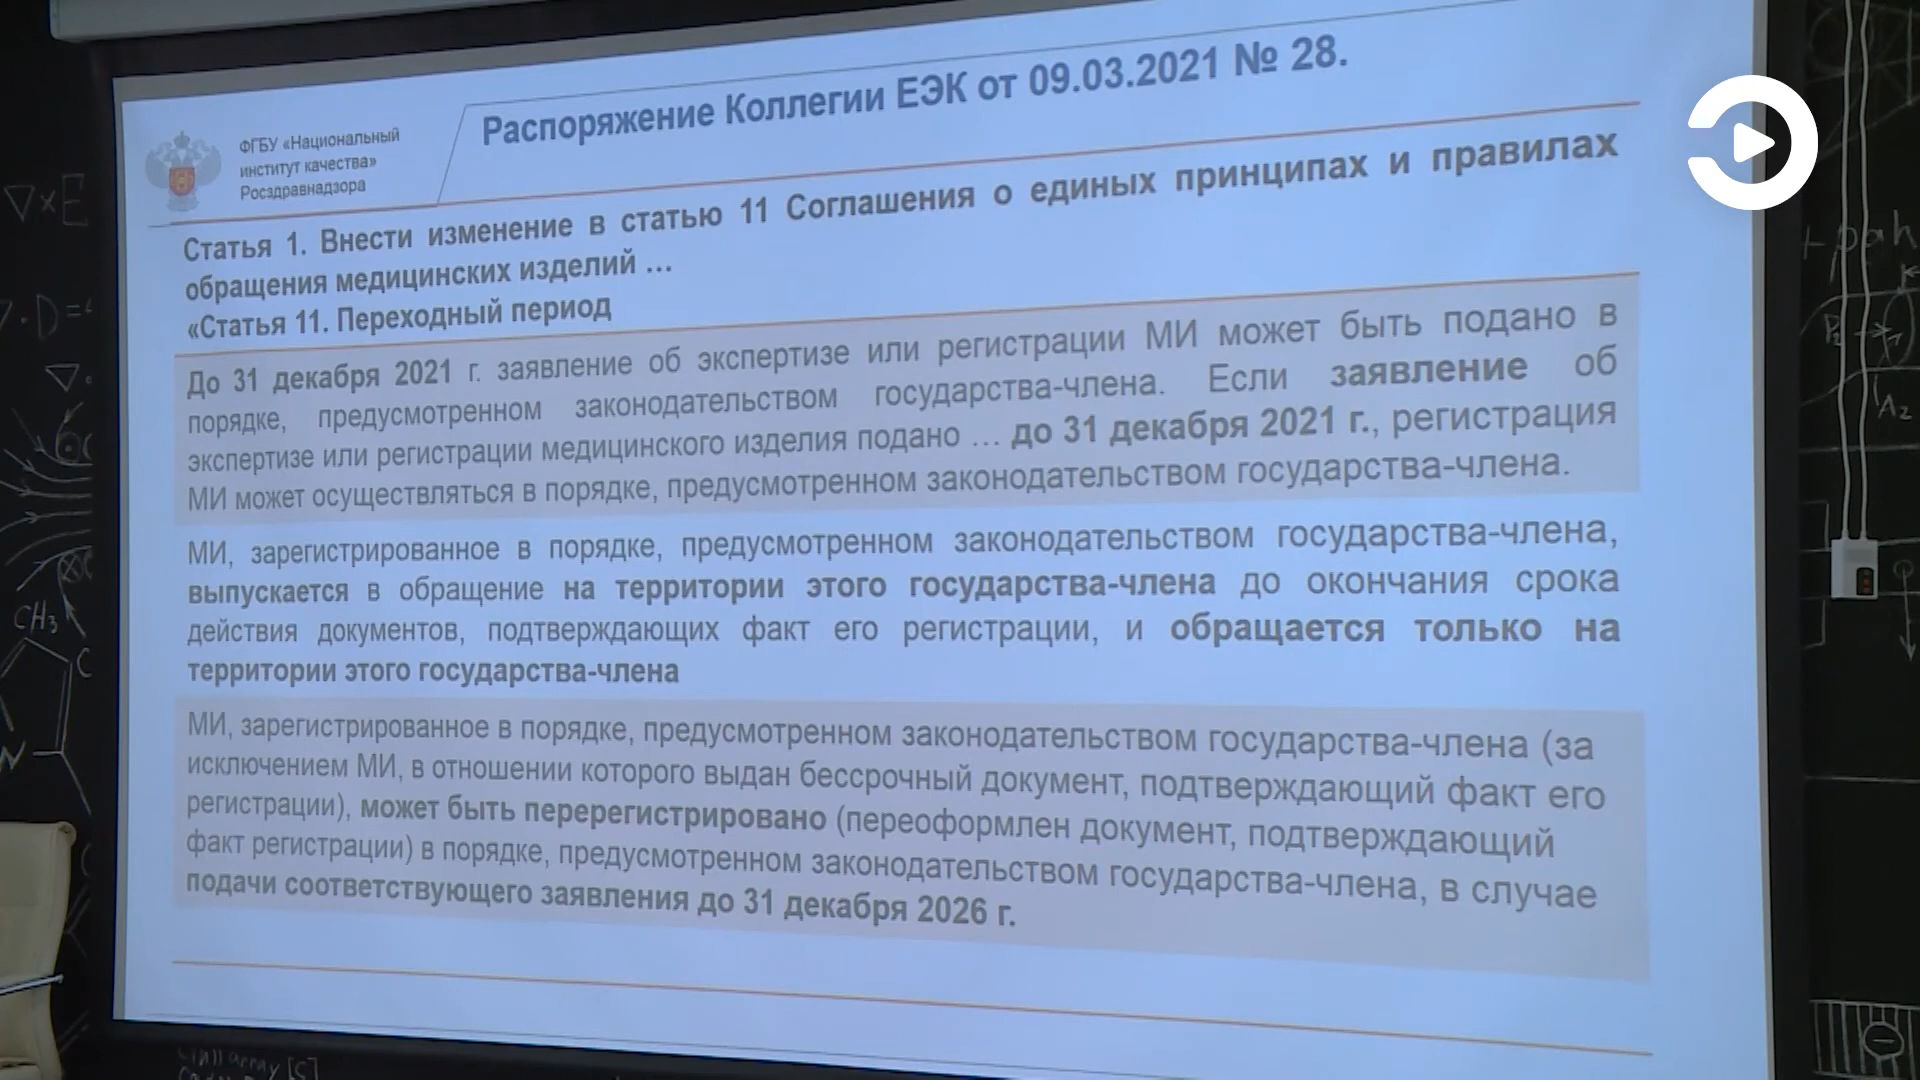 ФГБУ «Национальный
институт качества»
Росздравнадзора
Распоряжение Коллегии ЕЭК от 09.03.2021 № 28.
Статья 1. Внести изменение в статью 11 Соглашения о единых принципах и правилах
обращения медицинских изделий …
«Статья 11. Переходный период
До 31 декабря 2021 г. заявление об экспертизе или регистрации МИ может быть подано в
порядке, предусмотренном законодательством государства-члена. Если заявление об
экспертизе или регистрации медицинского изделия подано … до 31 декабря 2021 г., регистрация
МИ может осуществляться в порядке, предусмотренном законодательством государства-члена.
МИ, зарегистрированное в порядке, предусмотренном законодательством государства-члена,
выпускается в обращение на территории этого государства-члена до окончания срока
действия документов, подтверждающих факт его регистрации, и обращается только на
территории этого государства-члена
МИ, зарегистрированное в порядке, предусмотренном законодательством государства-члена (за
исключением МИ, в отношении которого выдан бессрочный документ, подтверждающий факт его
регистрации), может быть перерегистрировано (переоформлен документ, подтверждающий
факт регистрации) в порядке, предусмотренном законодательством государства-члена, в случае
подачи соответствующего заявления до 31 декабря 2026 г.
∇×E
CH₃
N